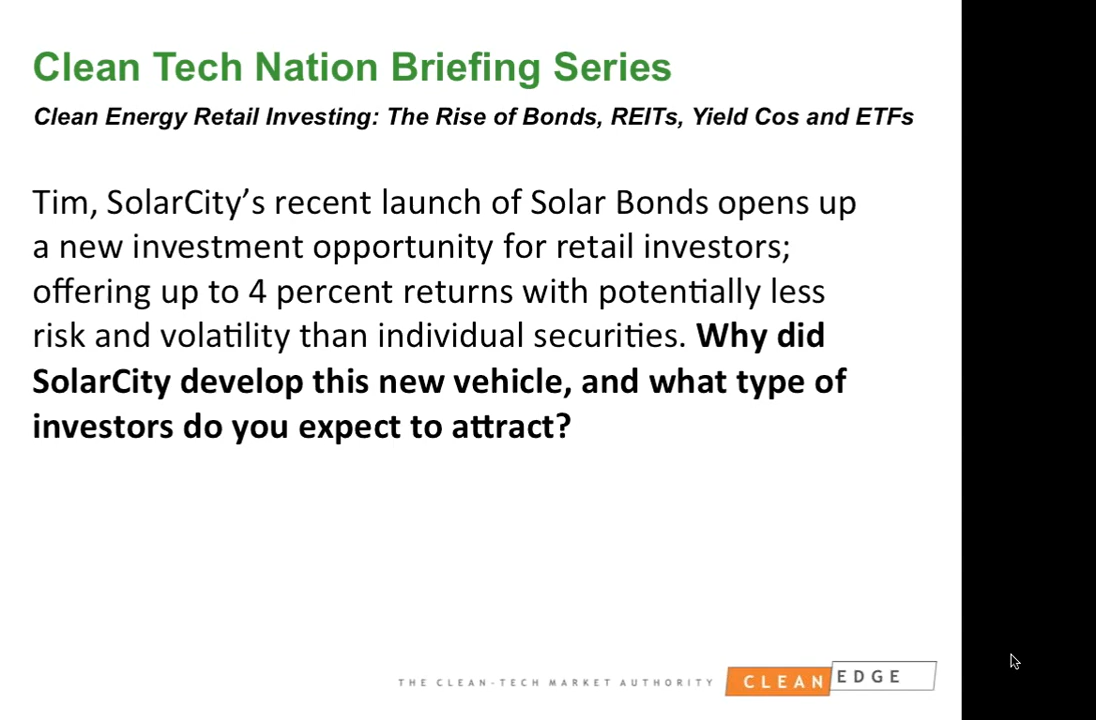 Clean Tech Nation Briefing Series
Clean Energy Retail Investing: The Rise of Bonds, REITs, Yield Cos and ETFs
Tim, SolarCity’s recent launch of Solar Bonds opens up
a new investment opportunity for retail investors;
offering up to 4 percent returns with potentially less
risk and volatility than individual securities. Why did
SolarCity develop this new vehicle, and what type of
investors do you expect to attract?
THE CLEAN-TECH MARKET AUTHORITY CLEAN EDGE